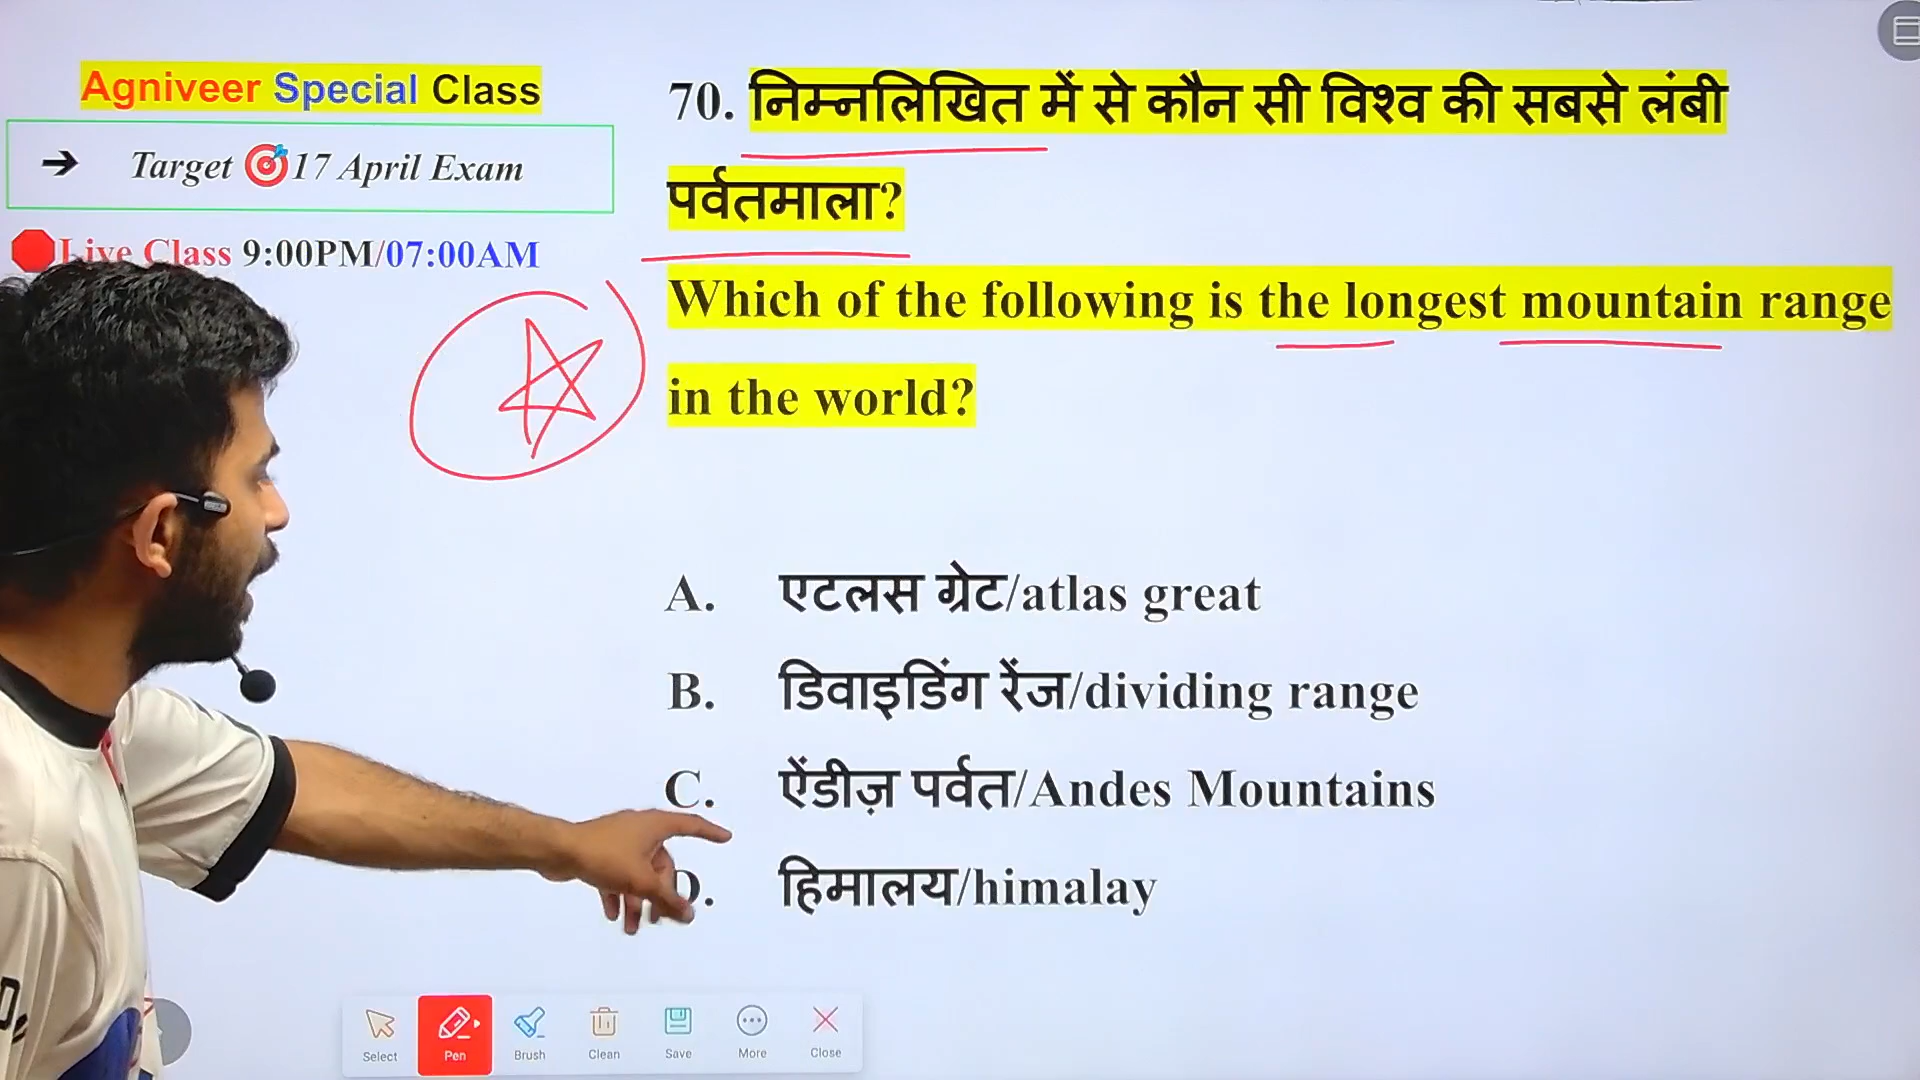 Agniveer Special Class
➔ Target 🎯17 April Exam
Live Class 9:00PM/07:00AM
70. निम्नलिखित में से कौन सी विश्व की सबसे लंबी
पर्वतमाला?
Which of the following is the longest mountain range
in the world?
A. एटलस ग्रेट/atlas great
B. डिवाइडिंग रेंज/dividing range
C. ऐंडीज़ पर्वत/Andes Mountains
D. हिमालय/himalay
Select Pen Brush Clean Save More Close